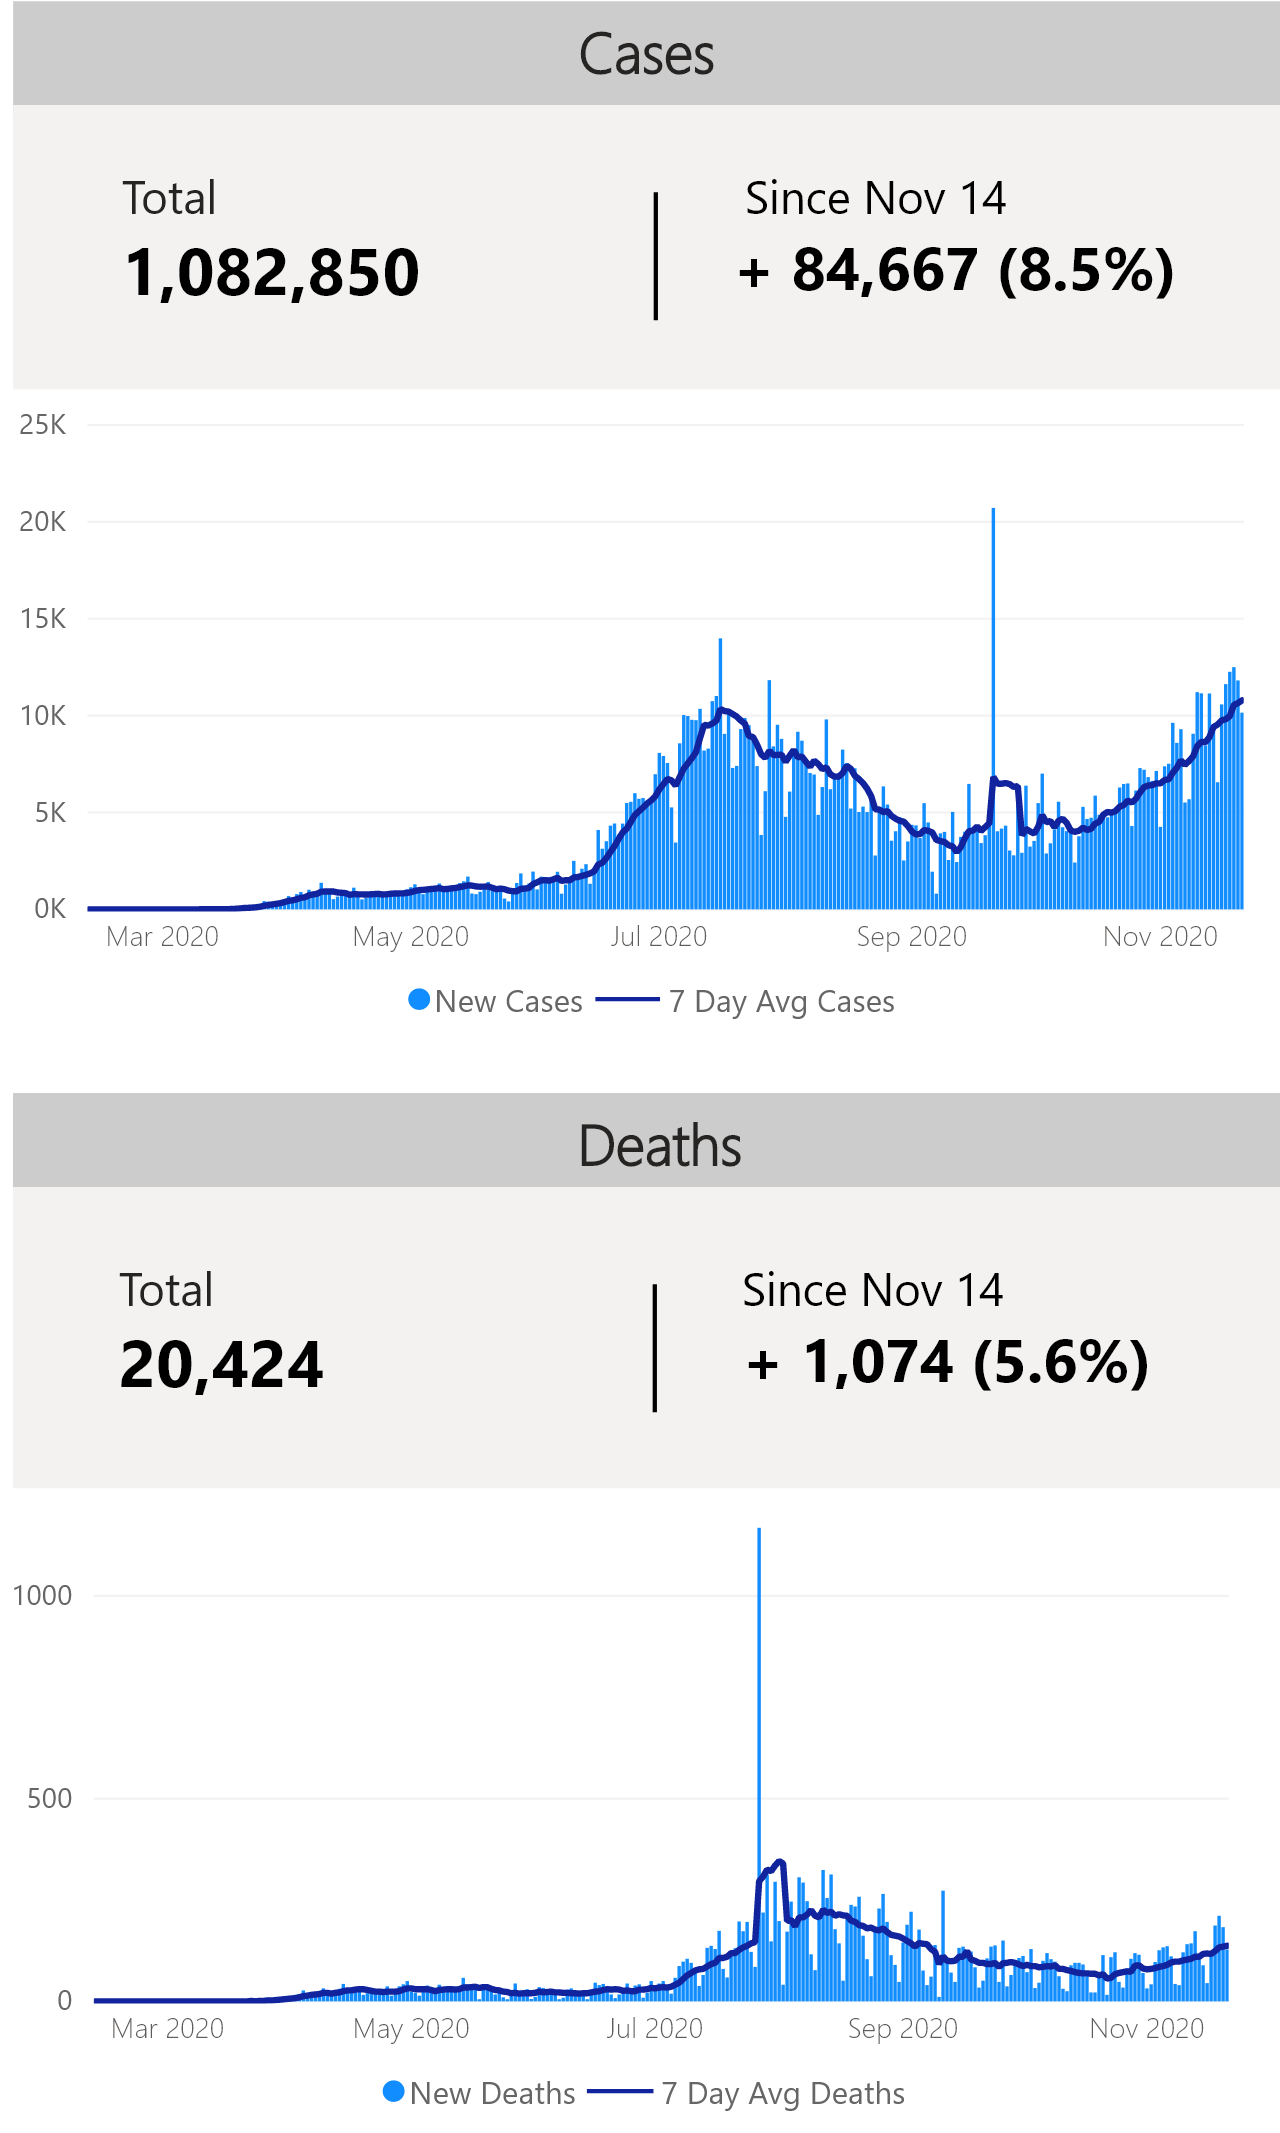 Cases
Total
Since Nov 14
1,082,850
+ 84,667 (8.5%)
25K
20K
15K
10K
5K
0K
Mar 2020
May 2020
Jul 2020
Sep 2020
Nov 2020
New Cases
7 Day Avg Cases
Deaths
Total
Since Nov 14
20,424
+ 1,074 (5.6%)
1000
500
0
Mar 2020
May 2020
Jul 2020
Sep 2020
Nov 2020
New Deaths
7 Day Avg Deaths